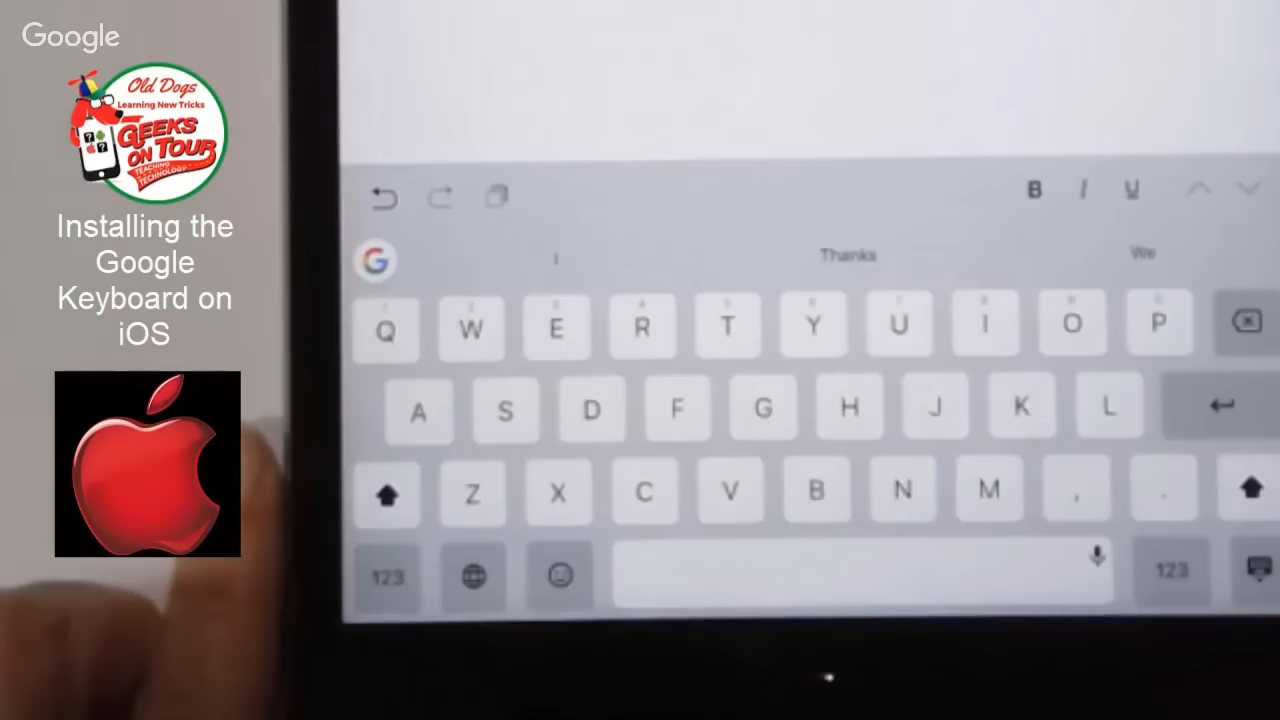 Google
Old Dogs
Learning New Tricks
GEEKS
ON TOUR
TEACHING
TECHNOLOGY
Installing the
Google
Keyboard on
iOS
B I U
G I Thanks We
Q W E R T Y U I O P
A S D F G H J K L
Z X C V B N M , .
123 123